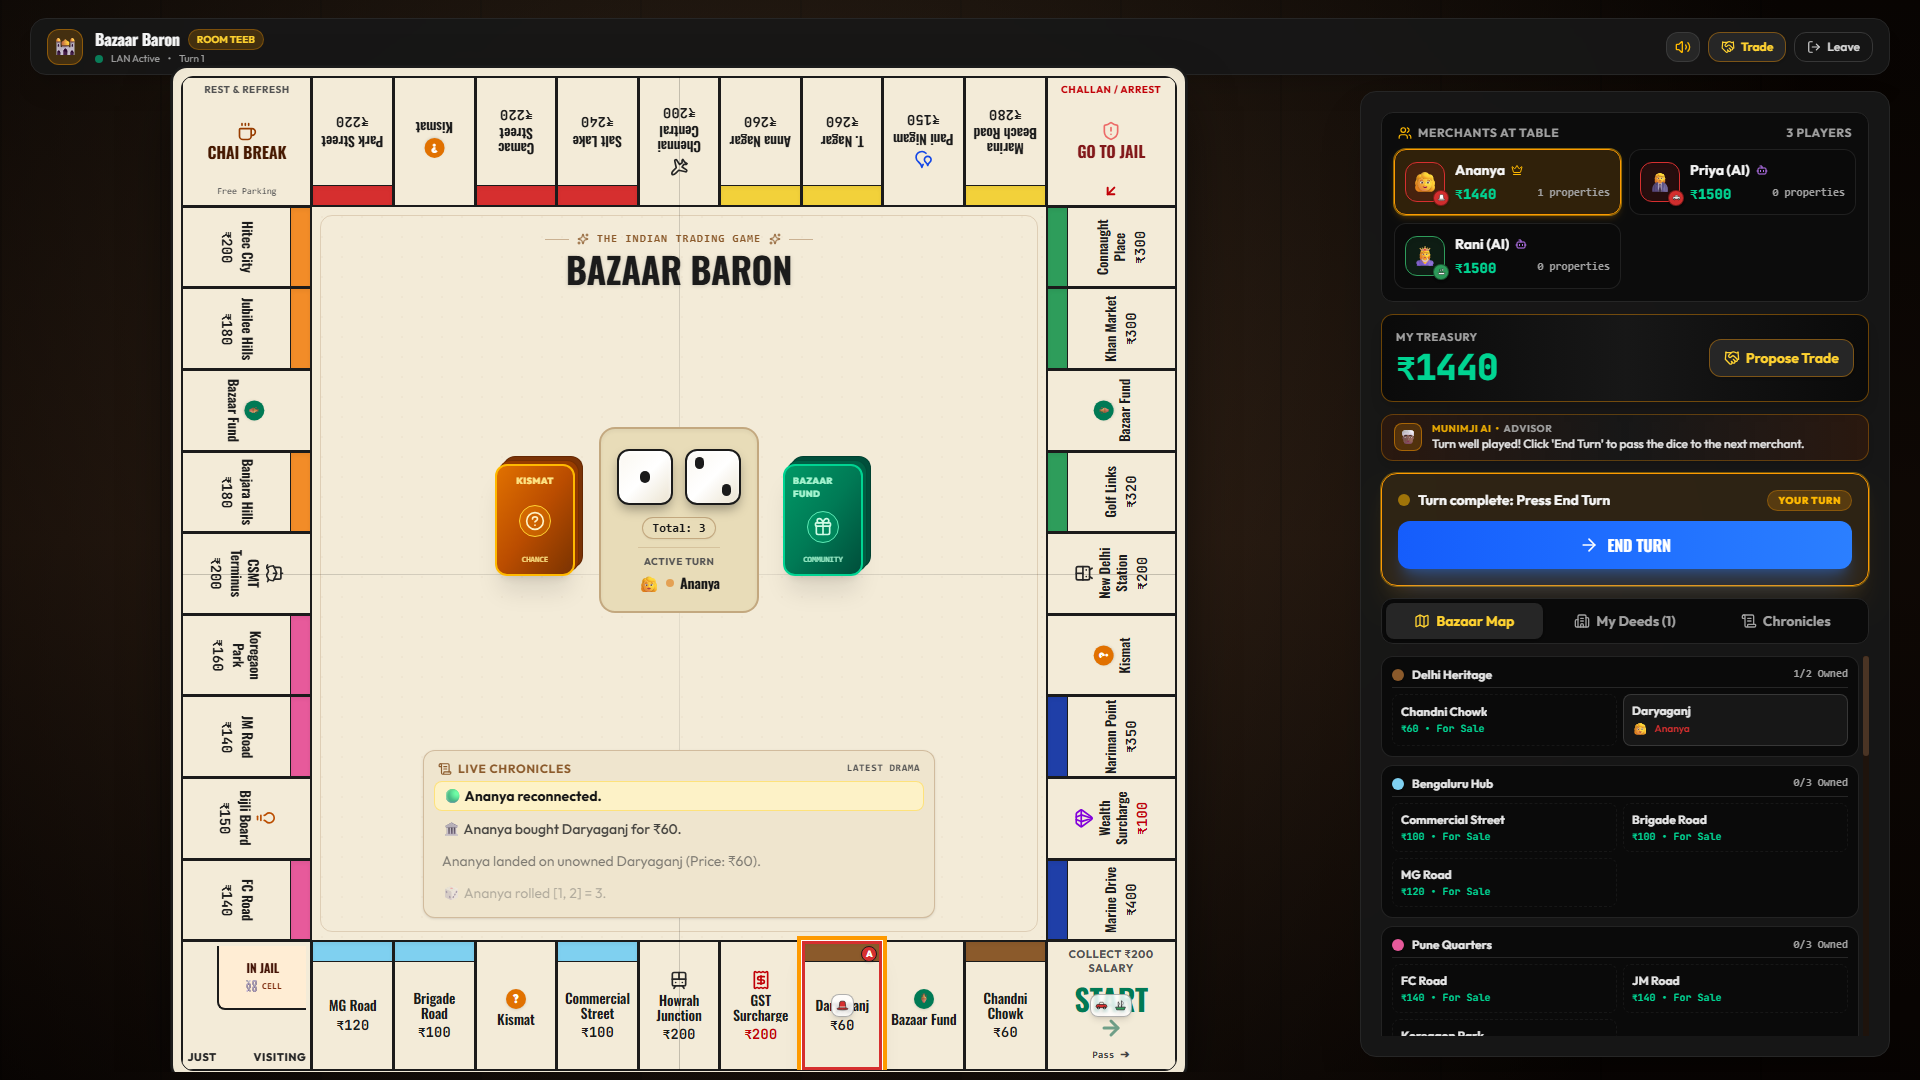 Bazaar Baron
ROOM TEEB
LAN Active • Turn 1
Trade
Leave
REST & REFRESH
CHAI BREAK
Free Parking
Park Street
₹220
Kismat
Camac
Street
₹220
Salt Lake
₹240
Chennai
Central
₹200
Anna Nagar
₹260
T. Nagar
₹260
Pani Nigam
₹150
Marina
Beach Road
₹280
CHALLAN / ARREST
GO TO JAIL
Hitec City
₹200
Jubilee Hills
₹180
Bazaar Fund
Banjara Hills
₹180
CSMT
Terminus
₹200
Koregaon
Park
₹160
JM Road
₹140
Bijli Board
₹150
FC Road
₹140
THE INDIAN TRADING GAME
BAZAAR BARON
KISMAT
?
CHANCE
Total: 3
ACTIVE TURN
Ananya
BAZAAR
FUND
COMMUNITY
LIVE CHRONICLES
LATEST DRAMA
Ananya reconnected.
Ananya bought Daryaganj for ₹60.
Ananya landed on unowned Daryaganj (Price: ₹60).
Ananya rolled [1, 2] = 3.
Connaught
Place
₹300
Khan Market
₹300
Bazaar Fund
Golf Links
₹320
New Delhi
Station
₹200
Kismat
Nariman Point
₹350
Wealth
Surcharge
₹100
Marine Drive
₹400
IN JAIL
CELL
JUST VISITING
MG Road
₹120
Brigade
Road
₹100
?
Kismat
Commercial
Street
₹100
Howrah
Junction
₹200
$
GST
Surcharge
₹200
A
₹60
Bazaar Fund
Chandni
Chowk
₹60
COLLECT ₹200
SALARY
START
Pass →
MERCHANTS AT TABLE
3 PLAYERS
Ananya
₹1440
1 properties
Priya (AI)
₹1500
0 properties
Rani (AI)
₹1500
0 properties
MY TREASURY
₹1440
Propose Trade
MUNIMJI AI • ADVISOR
Turn well played! Click 'End Turn' to pass the dice to the next merchant.
Turn complete: Press End Turn
YOUR TURN
END TURN
Bazaar Map
My Deeds (1)
Chronicles
Delhi Heritage
1/2 Owned
Chandni Chowk
₹60 • For Sale
Daryaganj
Ananya
Bengaluru Hub
0/3 Owned
Commercial Street
₹100 • For Sale
Brigade Road
₹100 • For Sale
MG Road
₹120 • For Sale
Pune Quarters
0/3 Owned
FC Road
₹140 • For Sale
JM Road
₹140 • For Sale
Koregaon Park